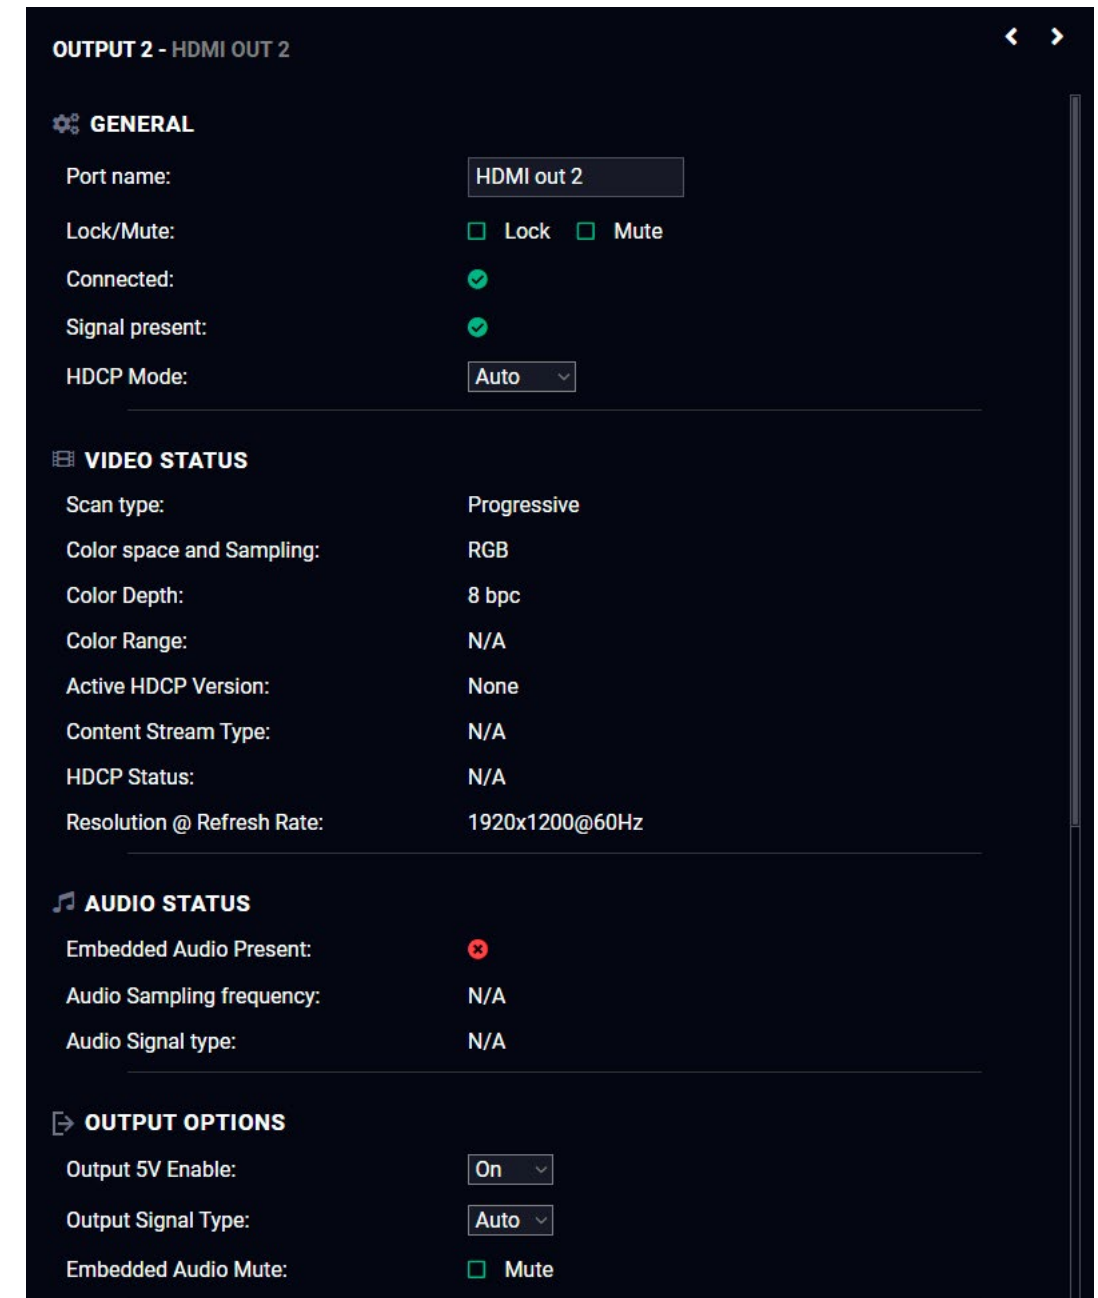 OUTPUT 2 - HDMI OUT 2
GENERAL
Port name: HDMI out 2
Lock/Mute: Lock Mute
Connected:
Signal present:
HDCP Mode: Auto
VIDEO STATUS
Scan type: Progressive
Color space and Sampling: RGB
Color Depth: 8 bpc
Color Range: N/A
Active HDCP Version: None
Content Stream Type: N/A
HDCP Status: N/A
Resolution @ Refresh Rate: 1920x1200@60Hz
AUDIO STATUS
Embedded Audio Present:
Audio Sampling frequency: N/A
Audio Signal type: N/A
OUTPUT OPTIONS
Output 5V Enable: On
Output Signal Type: Auto
Embedded Audio Mute: Mute